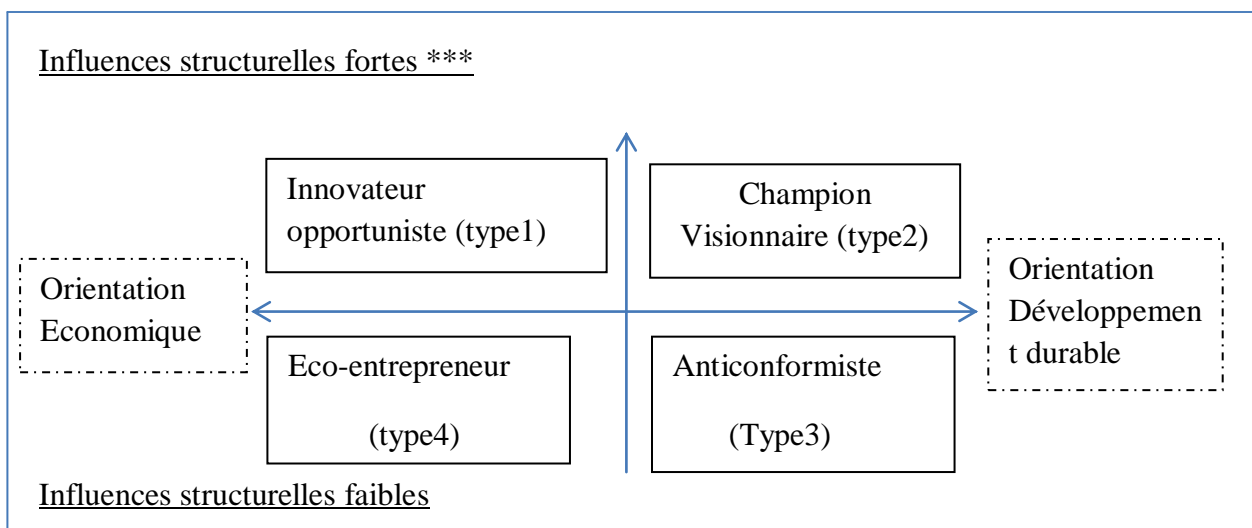 Influences structurelles fortes ***
Innovateur
opportuniste (type1)
Champion
Visionnaire (type2)
Orientation
Economique
Orientation
Développemen
t durable
Eco-entrepreneur
(type4)
Anticonformiste
(Type3)
Influences structurelles faibles